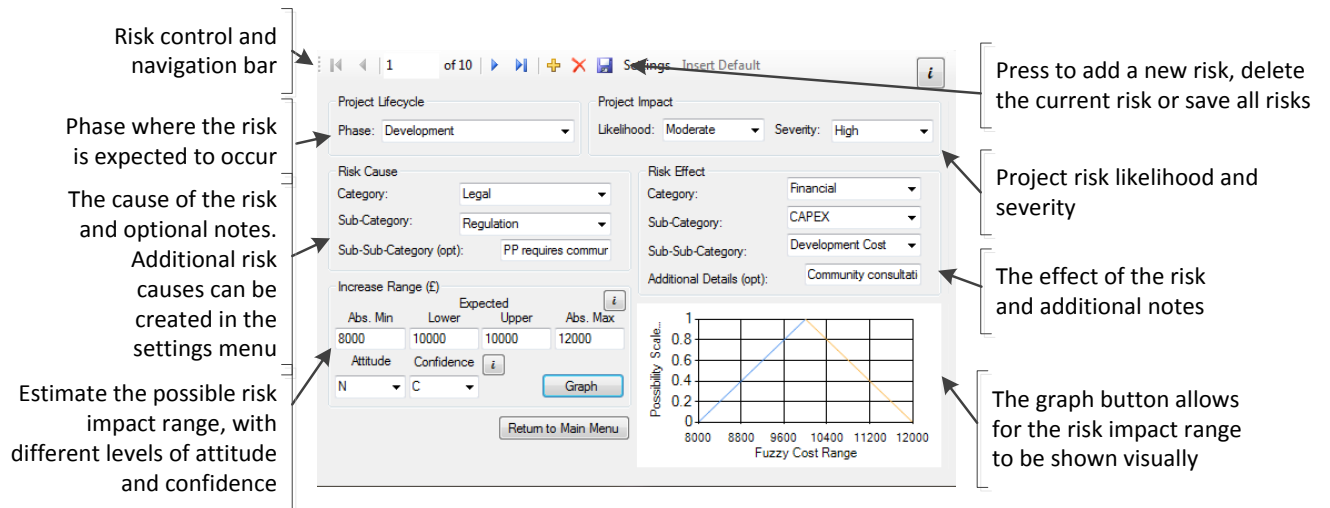 Risk control and
navigation bar
Phase where the risk
is expected to occur
The cause of the risk
and optional notes.
Additional risk
causes can be
created in the
settings menu
Estimate the possible risk
impact range, with
different levels of attitude
and confidence
1 of 10 Settings Insert Default i
Project Lifecycle
Phase: Development
Project Impact
Likelihood: Moderate Severity: High
Risk Cause
Category: Legal
Sub-Category: Regulation
Sub-Sub-Category (opt): PP requires commur
Risk Effect
Category: Financial
Sub-Category: CAPEX
Sub-Sub-Category: Development Cost
Additional Details (opt): Community consultati
Increase Range (£) i
Expected
Abs. Min Lower Upper Abs. Max
8000 10000 10000 12000
Attitude Confidence i
N C Graph
Return to Main Menu
Possibility Scale...
1
0.8
0.6
0.4
0.2
0
8000 8800 9600 10400 11200 12000
Fuzzy Cost Range
Press to add a new risk, delete
the current risk or save all risks
Project risk likelihood and
severity
The effect of the risk
and additional notes
The graph button allows
for the risk impact range
to be shown visually